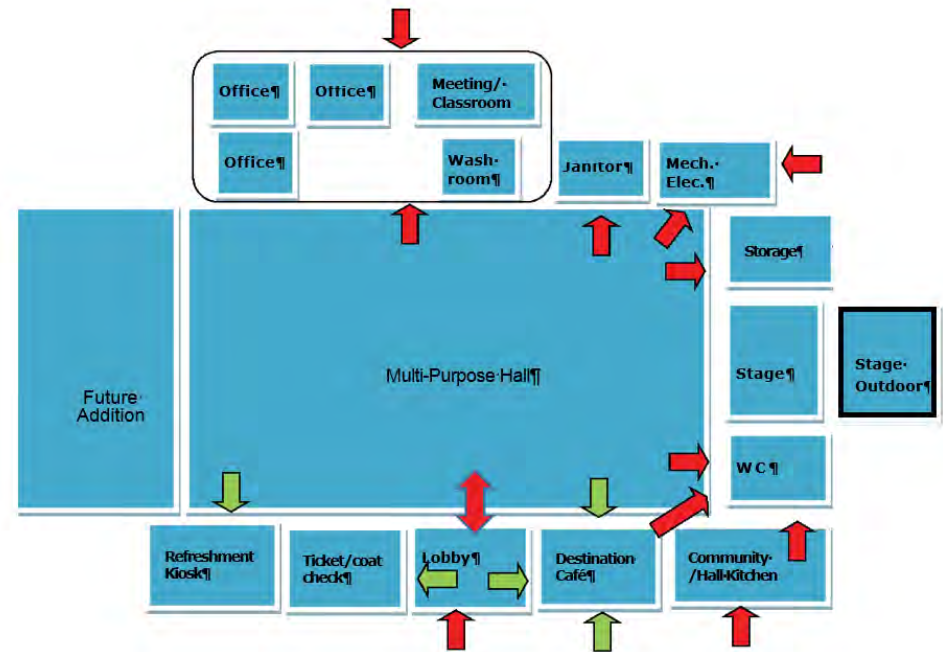 Office¶
Office¶
Meeting/·
Classroom
Office¶
Wash·
room¶
Janitor¶
Mech.·
Elec.¶
Storage¶
Future·
Addition
Multi-Purpose·Hall¶
Stage¶
Stage·
Outdoor¶
WC¶
Refreshment
Kiosk¶
Ticket/coat
check¶
Lobby¶
Destination·
Café¶
Community·
/Hall·Kitchen